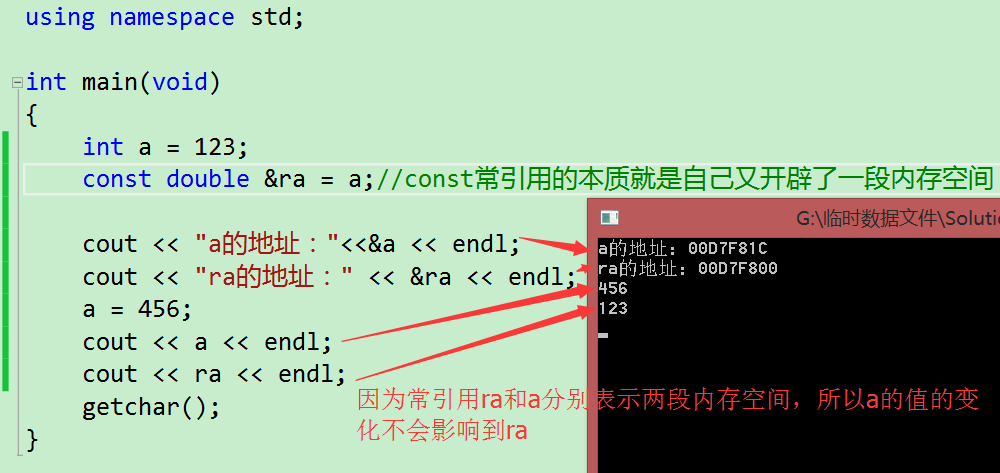 using namespace std;
int main(void)
{
int a = 123;
const double &ra = a;//const常引用的本质就是自己又开辟了一段内存空间
G:\临时数据文件\Solutio
cout << "a的地址："<<&a << endl;
a的地址：00D7F81C
cout << "ra的地址：" << &ra << endl;
ra的地址：00D7F800
a = 456;
456
cout << a << endl;
123
cout << ra << endl;
getchar();
因为常引用ra和a分别表示两段内存空间，所以a的值的变
化不会影响到ra
}